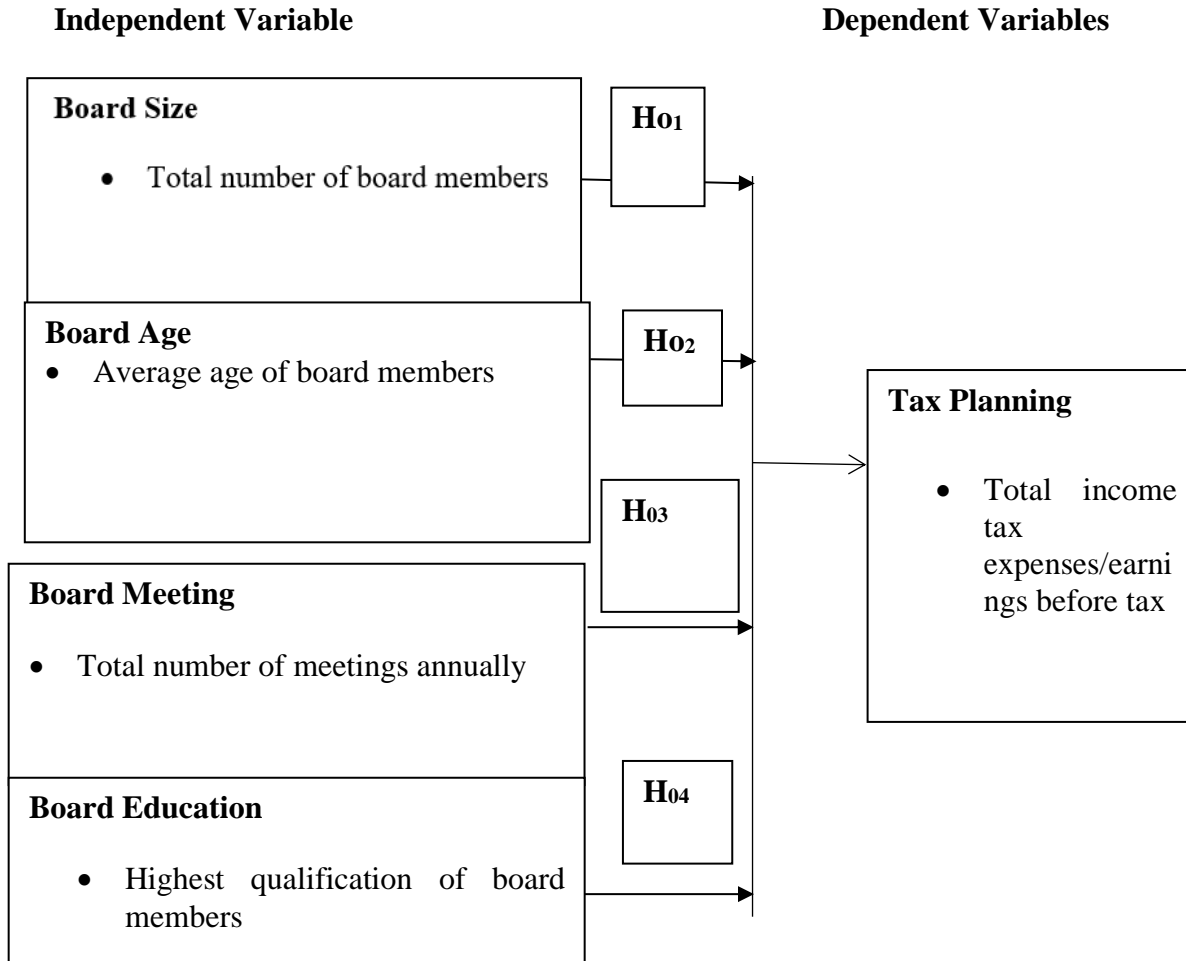 Independent Variable
Dependent Variables
Board Size
• Total number of board members
Ho1
Board Age
• Average age of board members
Ho2
Tax Planning
• Total income
tax
expenses/earni
ngs before tax
H03
Board Meeting
• Total number of meetings annually
H04
Board Education
• Highest qualification of board
members